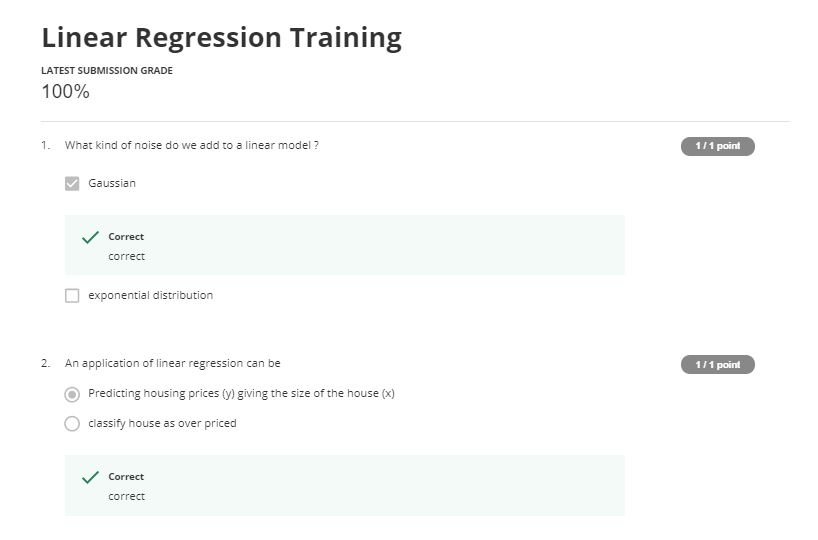 Linear Regression Training
LATEST SUBMISSION GRADE
100%
1. What kind of noise do we add to a linear model ?
1 / 1 point
Gaussian
Correct
correct
exponential distribution
2. An application of linear regression can be
1 / 1 point
Predicting housing prices (y) giving the size of the house (x)
classify house as over priced
Correct
correct